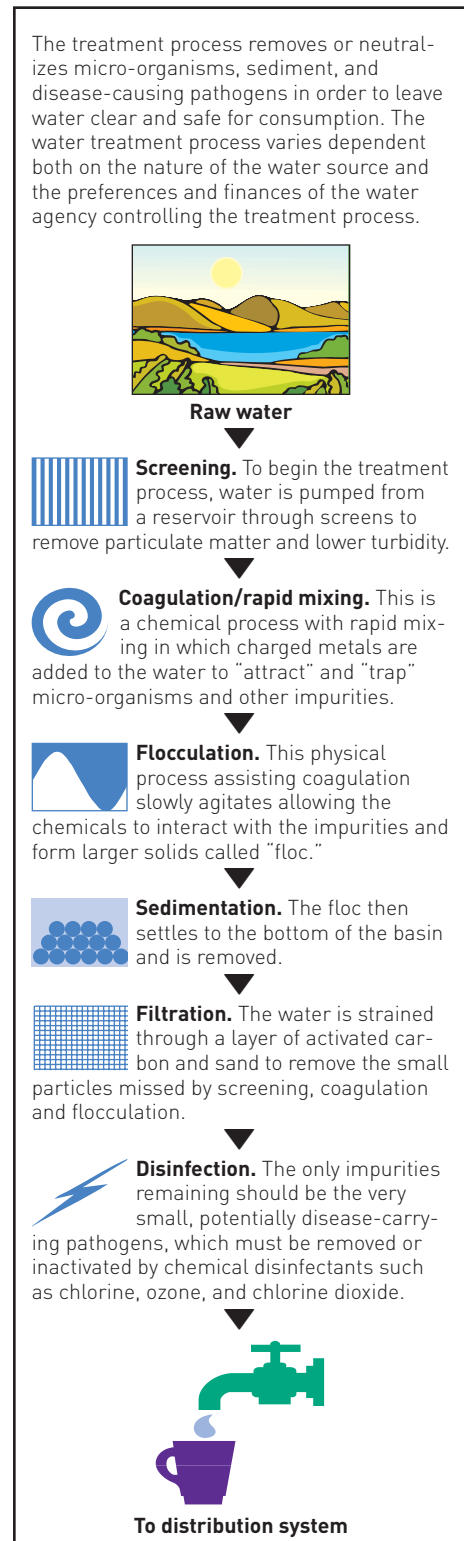 The treatment process removes or neutral-
izes micro-organisms, sediment, and
disease-causing pathogens in order to leave
water clear and safe for consumption. The
water treatment process varies dependent
both on the nature of the water source and
the preferences and finances of the water
agency controlling the treatment process.
Raw water
Screening. To begin the treatment
process, water is pumped from
a reservoir through screens to
remove particulate matter and lower turbidity.
Coagulation/rapid mixing. This is
a chemical process with rapid mix-
ing in which charged metals are
added to the water to “attract” and “trap”
micro-organisms and other impurities.
Flocculation. This physical
process assisting coagulation
slowly agitates allowing the
chemicals to interact with the impurities and
form larger solids called “floc.”
Sedimentation. The floc then
settles to the bottom of the basin
and is removed.
Filtration. The water is strained
through a layer of activated car-
bon and sand to remove the small
particles missed by screening, coagulation
and flocculation.
Disinfection. The only impurities
remaining should be the very
small, potentially disease-carry-
ing pathogens, which must be removed or
inactivated by chemical disinfectants such
as chlorine, ozone, and chlorine dioxide.
To distribution system